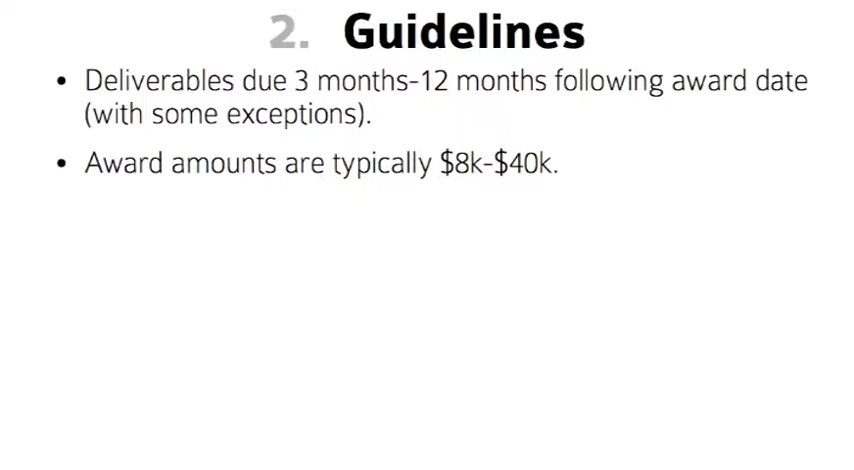 2. Guidelines
• Deliverables due 3 months-12 months following award date
(with some exceptions).
• Award amounts are typically $8k-$40k.